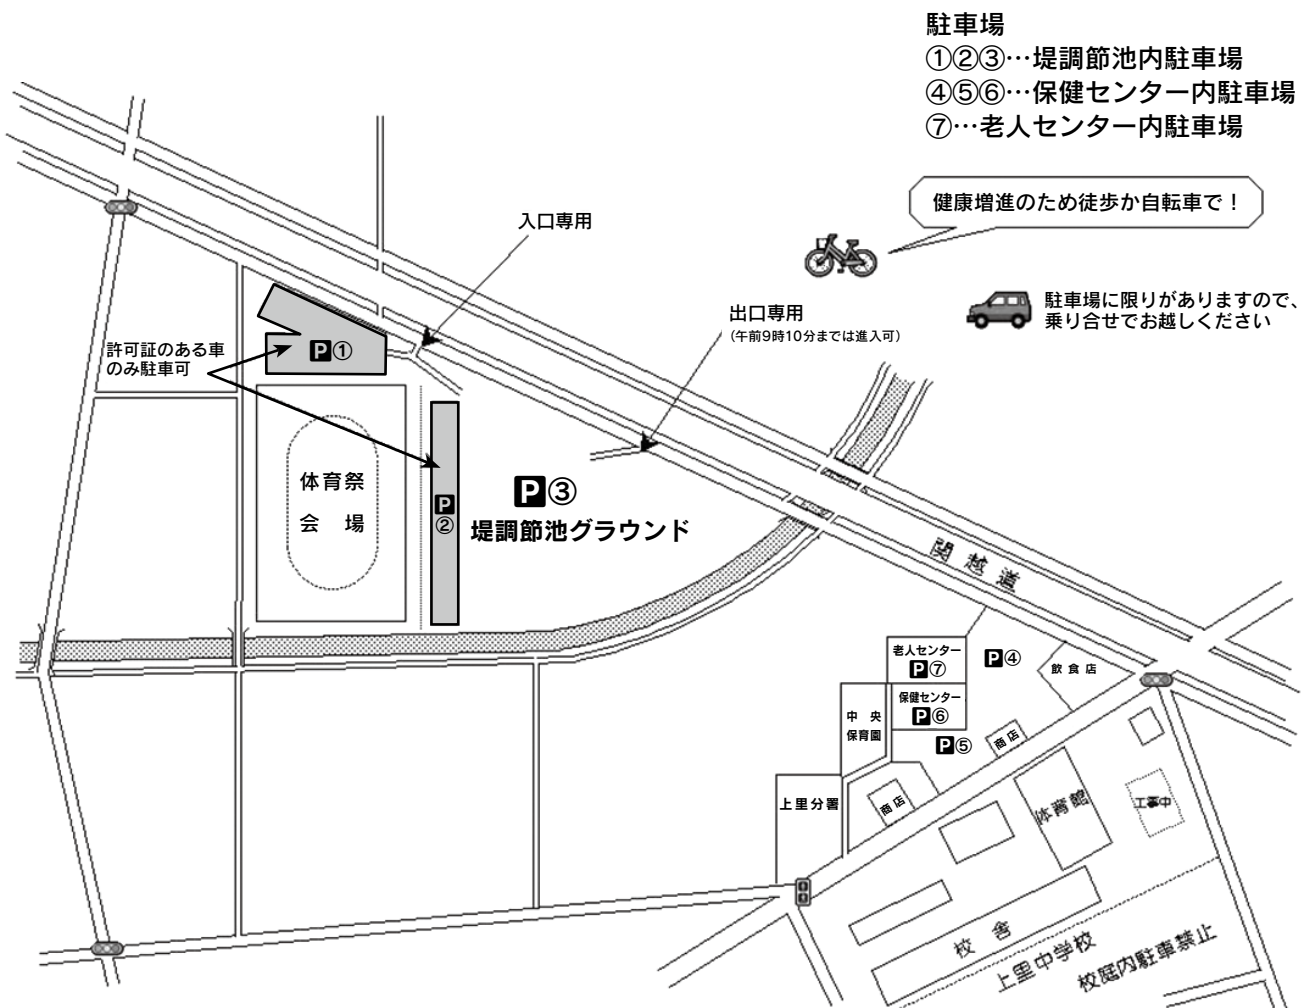 駐車場
①②③…堤調節池内駐車場
④⑤⑥…保健センター内駐車場
⑦…老人センター内駐車場
健康増進のため徒歩か自転車で！
入口専用
駐車場に限りがありますので、
乗り合せでお越しください
出口専用
（午前9時10分までは進入可）
許可証のある車
のみ駐車可
P①
体育祭
会場
P
②
P③
堤調節池グラウンド
関越道
老人センター
P⑦
P④
飲食店
保健センター
P⑥
中央
保育園
P⑤
商店
上里分署
商店
体育館
工事中
校舎
上里中学校
校庭内駐車禁止